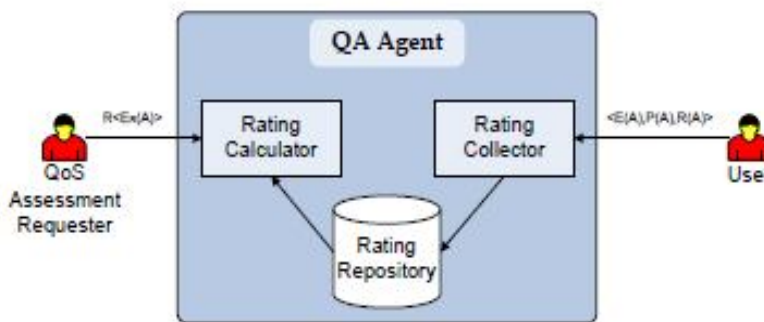 QA Agent
R<Ex(A)>
<E(A),P(A),R(A)>
Rating
Calculator
Rating
Collector
QoS
Assessment
Requester
Use
Rating
Repository